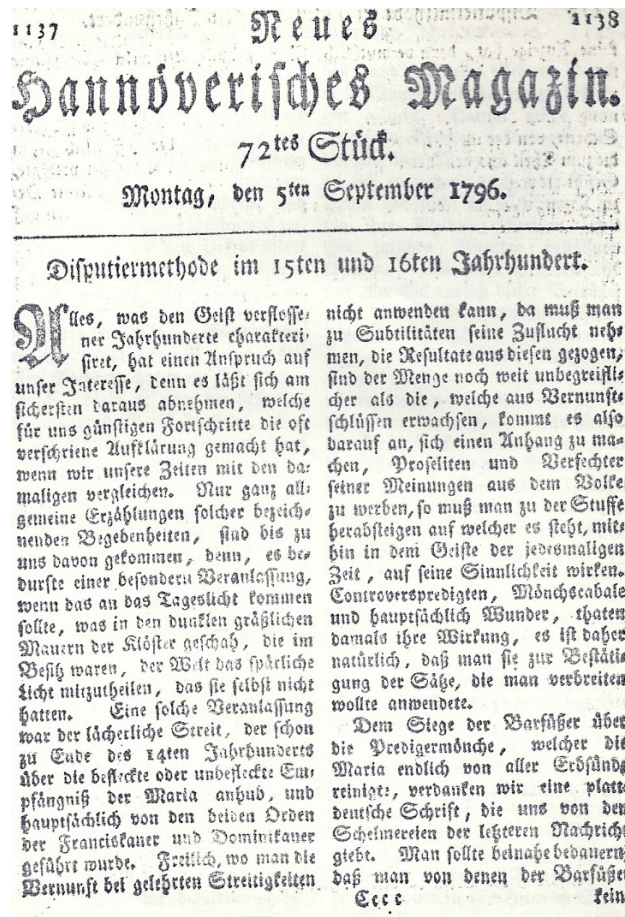 1137
Neues
1138
Hannöverisches Magazin.
72tes Stück.
Montag, den 5ten September 1796.
Disputiermethode im 15ten und 16ten Jahrhundert.
Alles, was den Geist verflosse-
ner Jahrhunderte charakteri-
siret, hat einen Anspruch auf
unser Interesse, denn es läßt sich am
sichersten daraus abnehmen, welche
für uns günstigen Fortschritte die oft
verschriene Aufklärung gemacht hat,
wenn wir unsere Zeiten mit den da-
maligen vergleichen. Nur ganz all-
gemeine Erzählungen solcher bezeich-
nenden Begebenheiten, sind bis zu
uns davon gekommen, denn, es be-
durfte einer besondern Veranlassung,
wenn das an das Tageslicht kommen
sollte, was in den dunklen gräßlichen
Mauern der Klöster geschah, die im
Besitz waren, der Welt das spärliche
Licht mitzutheilen, das sie selbst nicht
hatten. Eine solche Veranlassung
war der lächerliche Streit, der schon
zu Ende des 14ten Jahrhunderts
über die befleckte oder unbefleckte Em-
pfängniß der Maria anhub, und
hauptsächlich von den beiden Orden
der Franciskaner und Dominikaner
geführt wurde. Freilich, wo man die
Vernunft bei gelehrten Streitigkeiten
nicht anwenden kann, da muß man
zu Subtilitäten seine Zuflucht neh-
men, die Resultate aus diesen gezogen,
sind der Menge noch weit unbegreifli-
cher als die, welche aus Vernunft-
schlüssen erwachsen, kommt es also
darauf an, sich einen Anhang zu ma-
chen, Proseliten und Verfechter
seiner Meinungen aus dem Volke
zu werben, so muß man zu der Stuffe
herabsteigen auf welcher es steht, mit-
hin in dem Geiste der jedesmaligen
Zeit, auf seine Sinnlichkeit wirken.
Controverspredigten, Mönchscabale
und hauptsächlich Wunder, thaten
damals ihre Wirkung, es ist daher
natürlich, daß man sie zur Bestäti-
gung der Sätze, die man verbreiten
wollte anwendete.
Dem Siege der Barfüßer über
die Predigermönche, welcher die
Maria endlich von aller Erbsünde
reinigte, verdanken wir eine platt-
deutsche Schrift, die uns von den
Schelmereien der letzteren Nachricht
giebt. Man sollte beinahe bedauern,
daß man von denen der Barfüßer
Cccc
kein